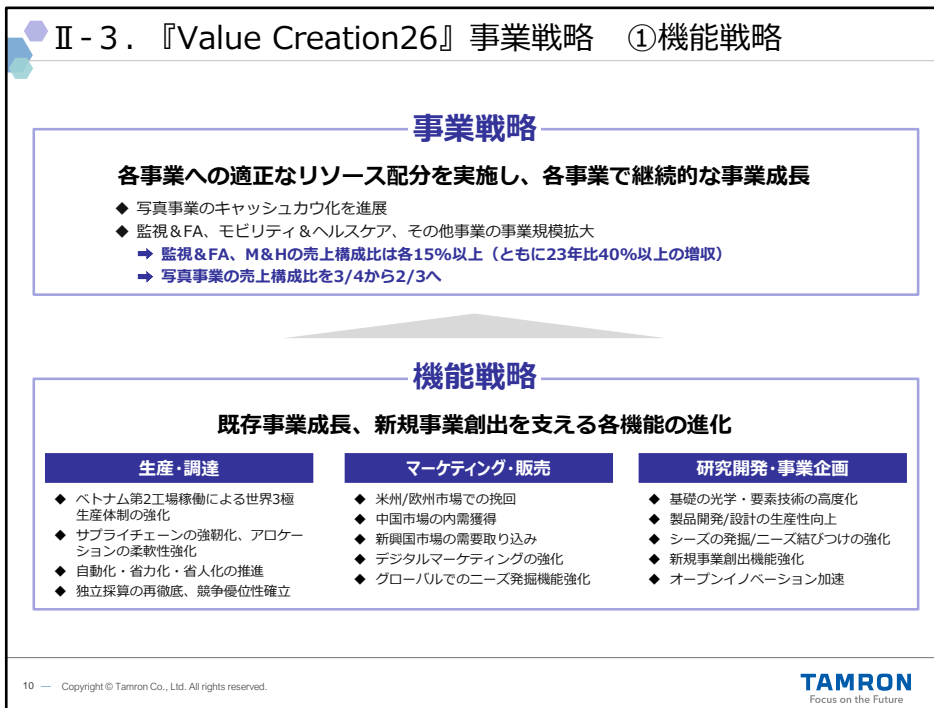 Ⅱ-3. 『Value Creation26』事業戦略　①機能戦略
事業戦略
各事業への適正なリソース配分を実施し、各事業で継続的な事業成長
◆ 写真事業のキャッシュカウ化を進展
◆ 監視&FA、モビリティ&ヘルスケア、その他事業の事業規模拡大
➡ 監視&FA、M&Hの売上構成比は各15%以上（ともに23年比40%以上の増収）
➡ 写真事業の売上構成比を3/4から2/3へ
機能戦略
既存事業成長、新規事業創出を支える各機能の進化
生産・調達
◆ ベトナム第2工場稼働による世界3極
生産体制の強化
◆ サプライチェーンの強靭化、アロケー
ションの柔軟性強化
◆ 自動化・省力化・省人化の推進
◆ 独立採算の再徹底、競争優位性確立
マーケティング・販売
◆ 米州/欧州市場での挽回
◆ 中国市場の内需獲得
◆ 新興国市場の需要取り込み
◆ デジタルマーケティングの強化
◆ グローバルでのニーズ発掘機能強化
研究開発・事業企画
◆ 基礎の光学・要素技術の高度化
◆ 製品開発/設計の生産性向上
◆ シーズの発掘/ニーズ結びつけの強化
◆ 新規事業創出機能強化
◆ オープンイノベーション加速
10 — Copyright © Tamron Co., Ltd. All rights reserved.
TAMRON
Focus on the Future